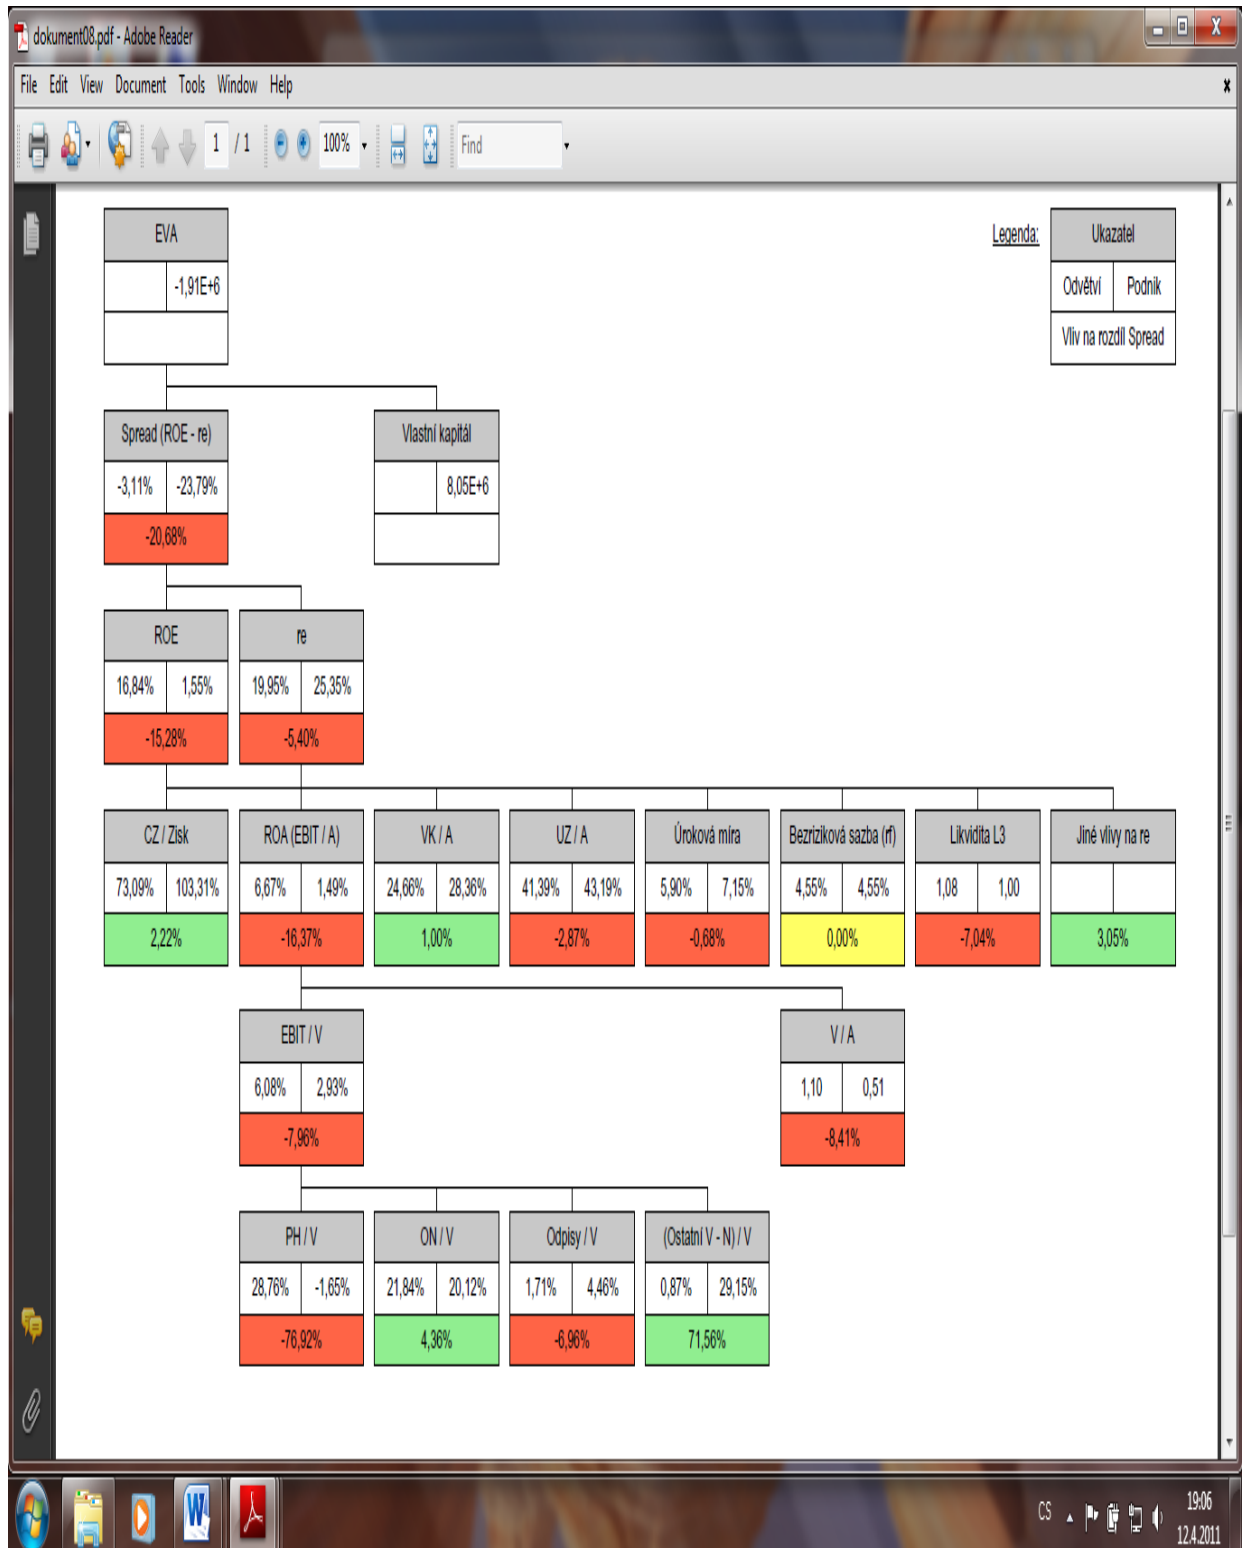 dokument08.pdf - Adobe Reader
File Edit View Document Tools Window Help
1 / 1 100% Find
EVA
-1,91E+6
Legenda:
Ukazatel
Odvětví Podnik
Vliv na rozdíl Spread
Spread (ROE - re)
-3,11% -23,79%
-20,68%
Vlastní kapitál
8,05E+6
ROE
16,84% 1,55%
-15,28%
re
19,95% 25,35%
-5,40%
CZ / Zisk
73,09% 103,31%
2,22%
ROA (EBIT / A)
6,67% 1,49%
-16,37%
VK / A
24,66% 28,36%
1,00%
UZ / A
41,39% 43,19%
-2,87%
Úroková míra
5,90% 7,15%
-0,68%
Bezriziková sazba (rf)
4,55% 4,55%
0,00%
Likvidita L3
1,08 1,00
-7,04%
Jiné vlivy na re
3,05%
EBIT / V
6,08% 2,93%
-7,96%
V / A
1,10 0,51
-8,41%
PH / V
28,76% -1,65%
-76,92%
ON / V
21,84% 20,12%
4,36%
Odpisy / V
1,71% 4,46%
-6,96%
(Ostatní V - N) / V
0,87% 29,15%
71,56%
CS
19:06
12.4.2011